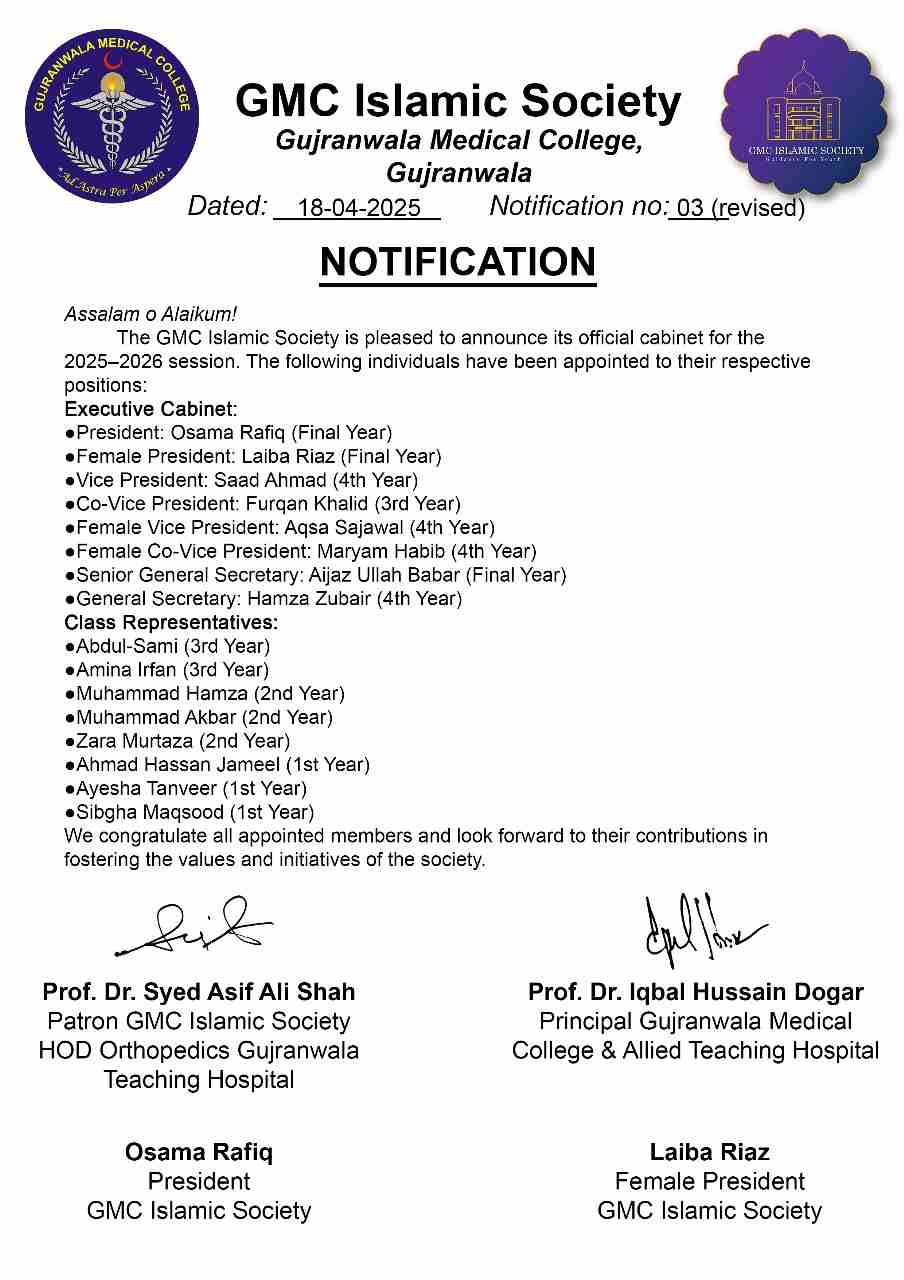 GUJRANWALA MEDICAL COLLEGE
Ad Astra Per Aspera
GMC Islamic Society
Gujranwala Medical College,
Gujranwala
GMC ISLAMIC SOCIETY
Guidance For Youth
Dated: 18-04-2025 Notification no: 03 (revised)
NOTIFICATION
Assalam o Alaikum!
The GMC Islamic Society is pleased to announce its official cabinet for the
2025–2026 session. The following individuals have been appointed to their respective
positions:
Executive Cabinet:
●President: Osama Rafiq (Final Year)
●Female President: Laiba Riaz (Final Year)
●Vice President: Saad Ahmad (4th Year)
●Co-Vice President: Furqan Khalid (3rd Year)
●Female Vice President: Aqsa Sajawal (4th Year)
●Female Co-Vice President: Maryam Habib (4th Year)
●Senior General Secretary: Aijaz Ullah Babar (Final Year)
●General Secretary: Hamza Zubair (4th Year)
Class Representatives:
●Abdul-Sami (3rd Year)
●Amina Irfan (3rd Year)
●Muhammad Hamza (2nd Year)
●Muhammad Akbar (2nd Year)
●Zara Murtaza (2nd Year)
●Ahmad Hassan Jameel (1st Year)
●Ayesha Tanveer (1st Year)
●Sibgha Maqsood (1st Year)
We congratulate all appointed members and look forward to their contributions in
fostering the values and initiatives of the society.
Prof. Dr. Syed Asif Ali Shah
Patron GMC Islamic Society
HOD Orthopedics Gujranwala
Teaching Hospital
Prof. Dr. Iqbal Hussain Dogar
Principal Gujranwala Medical
College & Allied Teaching Hospital
Osama Rafiq
President
GMC Islamic Society
Laiba Riaz
Female President
GMC Islamic Society